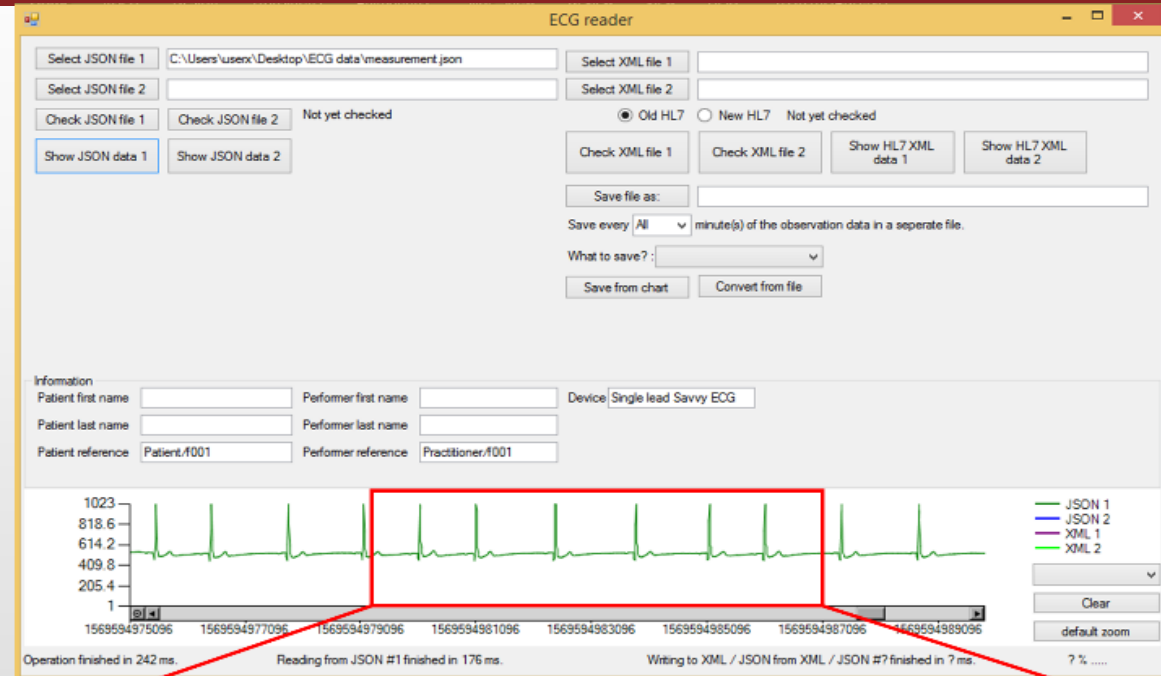 ECG reader
Select JSON file 1 C:\Users\userx\Desktop\ECG data\measurement.json
Select XML file 1
Select JSON file 2
Select XML file 2
Check JSON file 1 Check JSON file 2 Not yet checked
Old HL7 New HL7 Not yet checked
Show JSON data 1 Show JSON data 2
Check XML file 1 Check XML file 2 Show HL7 XML data 1 Show HL7 XML data 2
Save file as:
Save every All minute(s) of the observation data in a seperate file.
What to save? :
Save from chart Convert from file
Information
Patient first name Performer first name Device Single lead Savvy ECG
Patient last name Performer last name
Patient reference Patient/f001 Performer reference Practitioner/f001
1023
818.6
614.2
409.8
205.4
1
JSON 1
JSON 2
XML 1
XML 2
Clear
default zoom
1569594975096 1569594977096 1569594979096 1569594981096 1569594983096 1569594985096 1569594987096 1569594989096
Operation finished in 242 ms. Reading from JSON #1 finished in 176 ms. Writing to XML / JSON from XML / JSON #? finished in ? ms. ? % .....